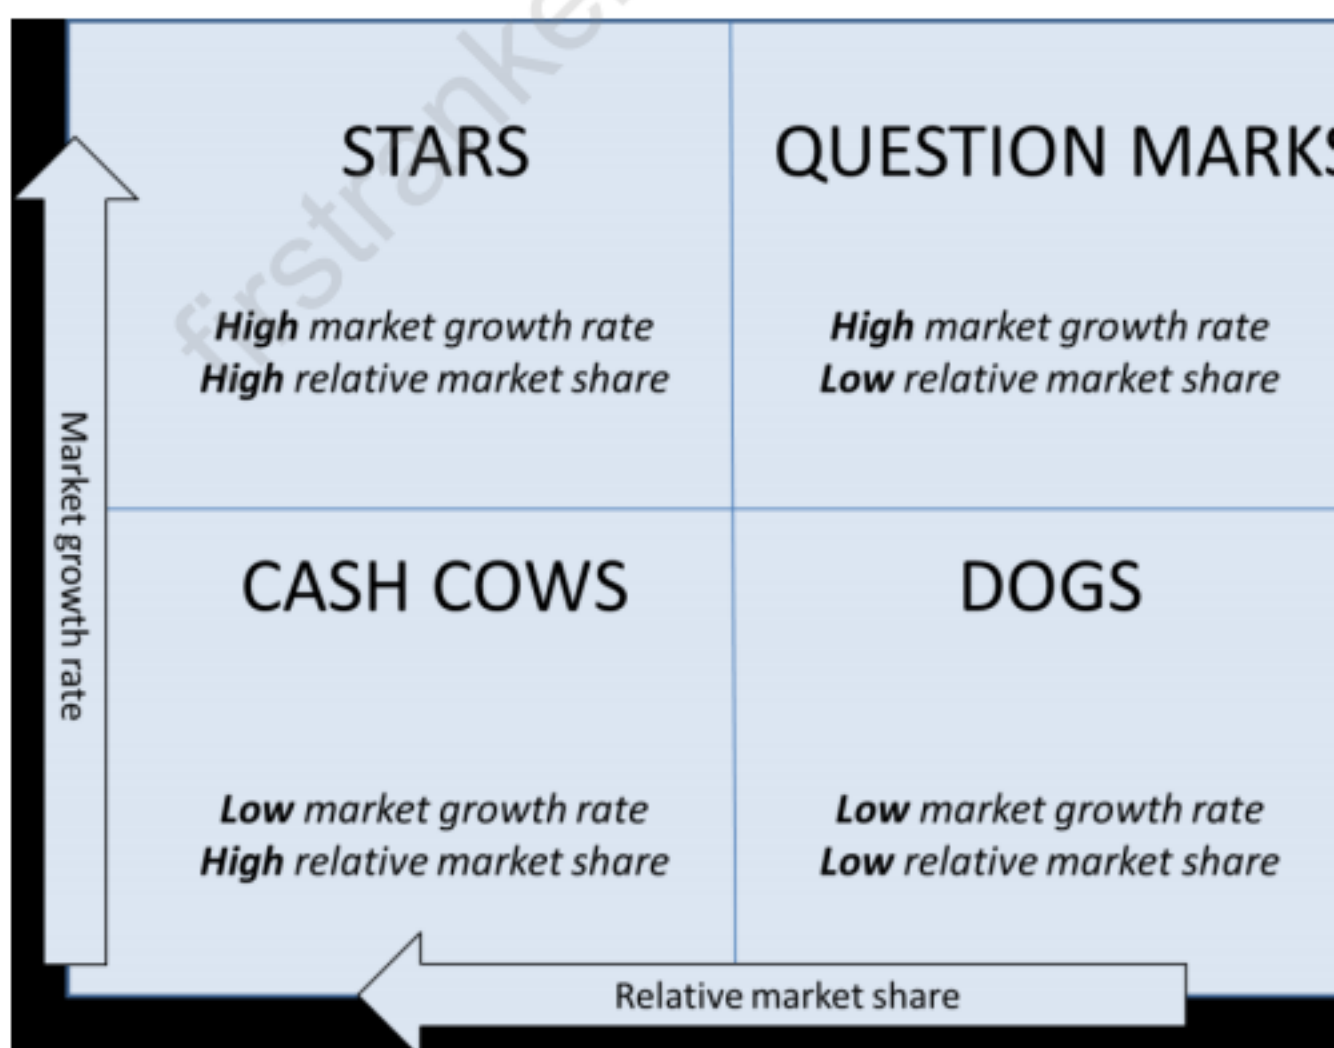 STARS
High market growth rate
High relative market share
QUESTION MARKS
High market growth rate
Low relative market share
Market growth rate
CASH COWS
Low market growth rate
High relative market share
DOGS
Low market growth rate
Low relative market share
Relative market share
firstranke